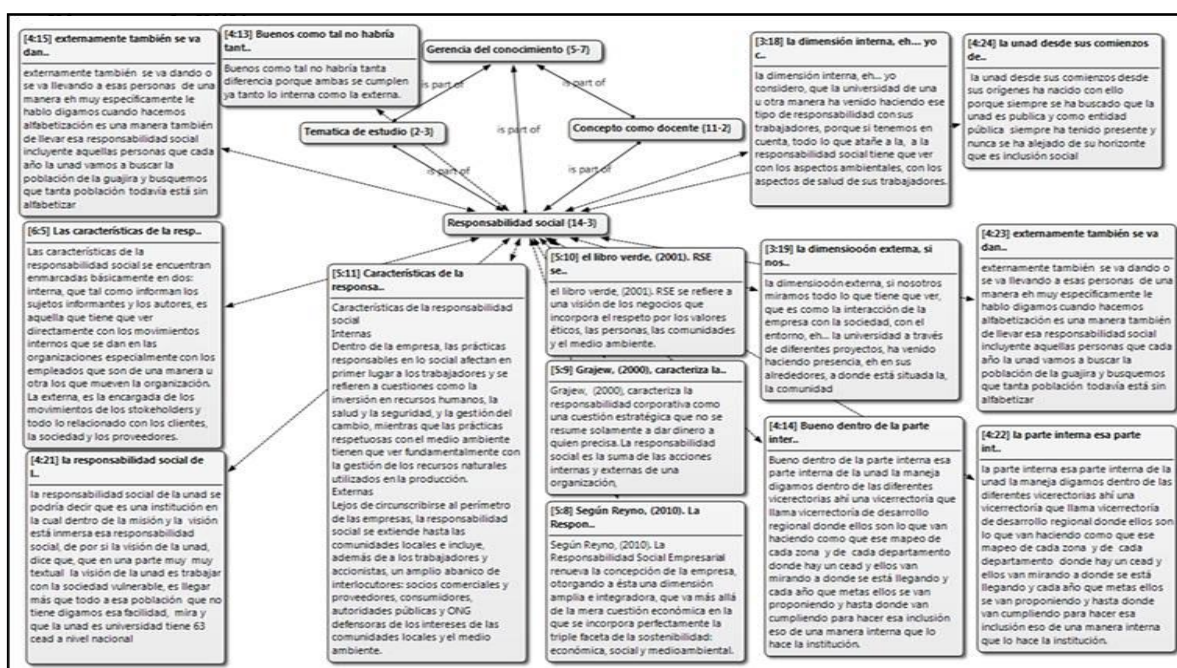 [4:15] externamente también se va
dan..
externamente también se va dando o
se va llevando a esas personas de una
manera eh muy específicamente le
hablo digamos cuando hacemos
alfabetización es una manera también
de llevar esa responsabilidad social
incluyente aquellas personas que cada
año la unad vamos a buscar la
población de la guajira y busquemos
que tanta población todavía está sin
alfabetizar
[4:13] Buenos como tal no habría
tant..
Buenos como tal no habría tanta
diferencia porque ambas se cumplen
ya tanto lo interna como la externa.
Gerencia del conocimiento {5-7}
is part of
is part of
is part of
Tematica de estudio {2-3}
Concepto como docente {11-2}
is part of
is part of
Responsabilidad social {14-3}
[3:18] la dimensión interna, eh.... yo
c..
la dimensión interna, eh... yo
considero, que la universidad de una
u otra manera ha venido haciendo ese
tipo de responsabilidad con sus
trabajadores, porque si tenemos en
cuenta, todo lo que atañe a la, a la
responsabilidad social tiene que ver
con los aspectos ambientales, con los
aspectos de salud de sus trabajadores.
[4:24] la unad desde sus comienzos
de..
la unad desde sus comienzos desde
sus orígenes ha nacido con ello
porque siempre se ha buscado que la
unad es publica y como entidad
pública siempre ha tenido presente y
nunca se ha alejado de su horizonte
que es inclusión social
[6:5] Las características de la resp..
Las características de la
responsabilidad social se encuentran
enmarcadas básicamente en dos:
interna, que tal como informan los
sujetos informantes y los autores, es
aquella que tiene que ver
directamente con los movimientos
internos que se dan en las
organizaciones especialmente con los
empleados que son de una manera u
otra los que mueven la organización.
La externa, es la encargada de los
movimientos de los stokeholders y
todo lo relacionado con los clientes,
la sociedad y los proveedores.
[5:11] Características de la
responsa..
Características de la responsabilidad
social
Internas
Dentro de la empresa, las prácticas
responsables en lo social afectan en
primer lugar a los trabajadores y se
refieren a cuestiones como la
inversión en recursos humanos, la
salud y la seguridad, y la gestión del
cambio, mientras que las prácticas
respetuosas con el medio ambiente
tienen que ver fundamentalmente con
la gestión de los recursos naturales
utilizados en la producción.
Externas
Lejos de circunscribirse al perímetro
de las empresas, la responsabilidad
social se extiende hasta las
comunidades locales e incluye,
además de a los trabajadores y
accionistas, un amplio abanico de
interlocutores: socios comerciales y
proveedores, consumidores,
autoridades públicas y ONG
defensoras de los intereses de las
comunidades locales y el medio
ambiente.
[5:10] el libro verde, (2001). RSE
se..
el libro verde, (2001). RSE se refiere a
una visión de los negocios que
incorpora el respeto por los valores
éticos, las personas, las comunidades
y el medio ambiente.
[3:19] la dimensiooón externa, si
nos..
la dimensiooón externa, si nosotros
miramos todo lo que tiene que ver,
que es como la interacción de la
empresa con la sociedad, con el
entorno, eh... la universidad a través
de diferentes proyectos, ha venido
haciendo presencia, eh en sus
alrededores, a donde está situada la,
la comunidad
[4:23] externamente también se va
dan..
externamente también se va dando o
se va llevando a esas personas de una
manera eh muy específicamente le
hablo digamos cuando hacemos
alfabetización es una manera también
de llevar esa responsabilidad social
incluyente aquellas personas que cada
año la unad vamos a buscar la
población de la guajira y busquemos
que tanta población todavía está sin
alfabetizar
[5:9] Grajew, (2000), caracteriza la..
Grajew, (2000), caracteriza la
responsabilidad corporativa como
una cuestión estratégica que no se
resume solamente a dar dinero a
quien precisa. La responsabilidad
social es la suma de las acciones
internas y externas de una
organización,
[4:21] la responsabilidad social de
l..
la responsabilidad social de la unad se
podría decir que es una institución en
la cual dentro de la misión y la visión
está inmersa esa responsabilidad
social, de por si la visión de la unad,
dice que, que en una parte muy muy
textual la visión de la unad es trabajar
con la sociedad vulnerable, es llegar
más que todo a esa población que no
tiene digamos esa facilidad, mira y
que la unad es universidad tiene 63
cead a nivel nacional
[5:8] Según Reyno, (2010). La
Respon..
Según Reyno, (2010). La
Responsabilidad Social Empresarial
renueva la concepción de la empresa,
otorgando a ésta una dimensión
amplia e integradora, que va más allá
de la mera cuestión económica en la
que se incorpora perfectamente la
triple faceta de la sostenibilidad:
económica, social y medioambiental.
[4:14] Bueno dentro de la parte
inter..
Bueno dentro de la parte interna esa
parte interna de la unad la maneja
digamos dentro de las diferentes
vicerectorias ahí una vicerrectoría que
llama vicerrectoría de desarrollo
regional donde ellos son lo que van
haciendo como que ese mapeo de
cada zona y de cada departamento
donde hay un cead y ellos van
mirando a donde se está llegando y
cada año que metas ellos se van
proponiendo y hasta donde van
cumpliendo para hacer esa inclusión
eso de una manera interna que lo
hace la institución.
[4:22] la parte interna esa parte
int..
la parte interna esa parte interna de la
unad la maneja digamos dentro de las
diferentes vicerectorias ahí una
vicerrectoría que llama vicerrectoría
de desarrollo regional donde ellos son
lo que van haciendo como que ese
mapeo de cada zona y de cada
departamento donde hay un cead y
ellos van mirando a donde se está
llegando y cada año que metas ellos
se van proponiendo y hasta donde
van cumpliendo para hacer esa
inclusión eso de una manera interna
que lo hace la institución.